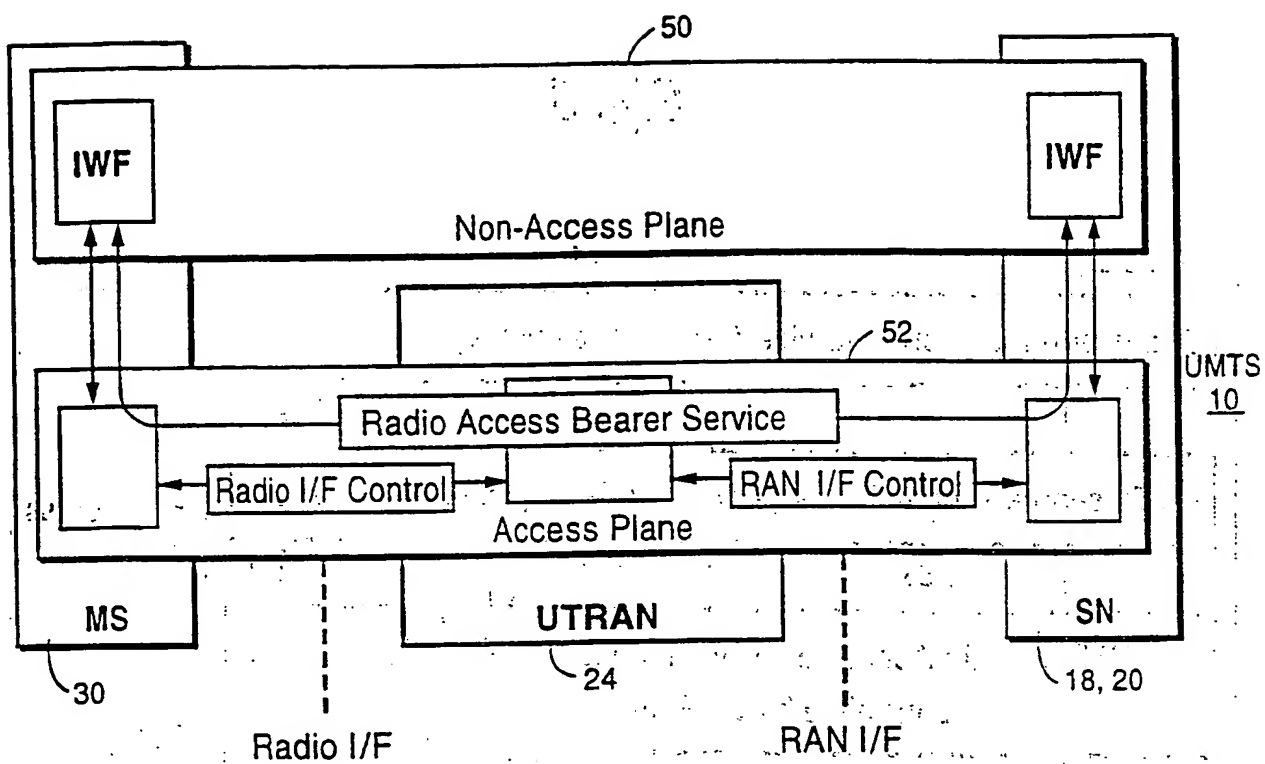 50
IWF
IWF
Non-Access Plane
52
UMTS
10
Radio Access Bearer Service
Radio I/F Control
RAN I/F Control
Access Plane
MS
UTRAN
SN
30
24
18, 20
Radio I/F
RAN I/F